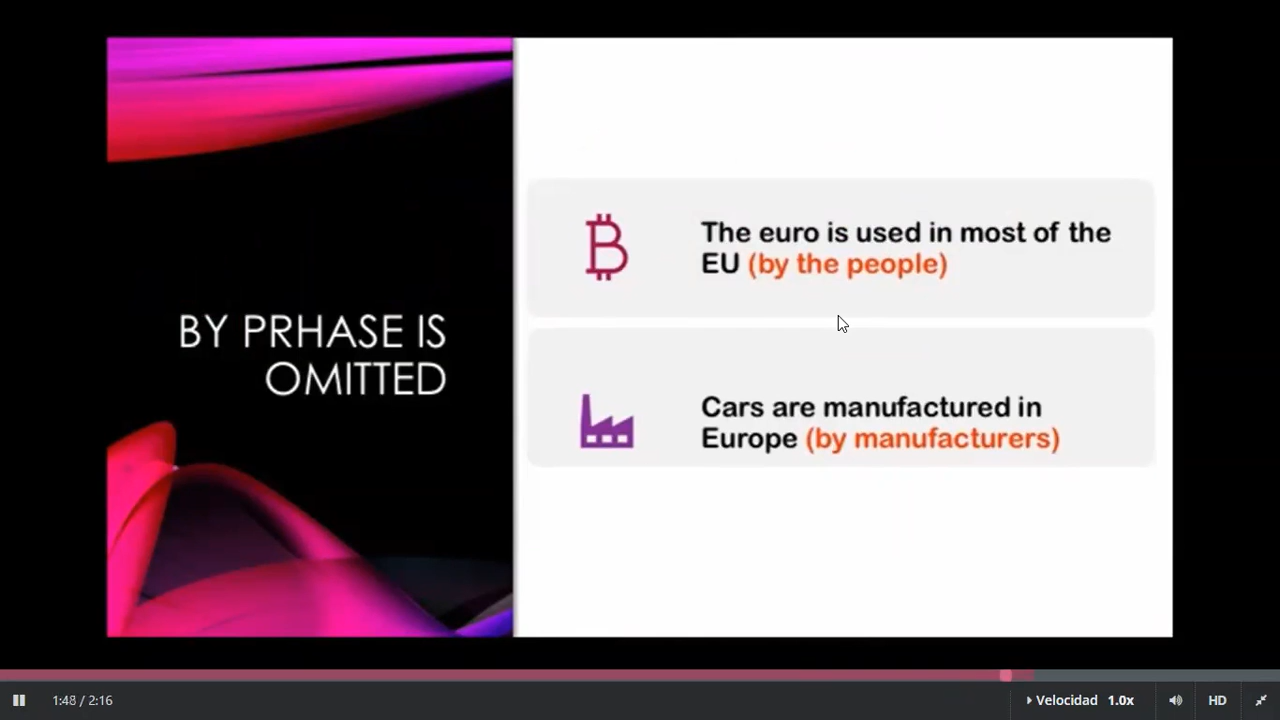 BY PRHASE IS
OMITTED
The euro is used in most of the
EU (by the people)
Cars are manufactured in
Europe (by manufacturers)
1:48 / 2:16
Velocidad 1.0x
HD